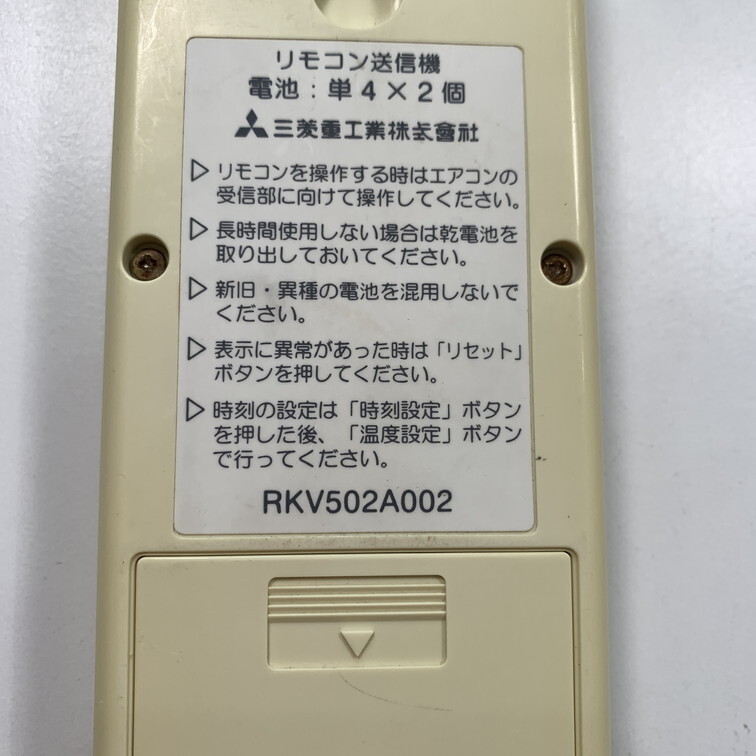 リモコン送信機
電池：単4×2個
三菱重工業株式會社
▷ リモコンを操作する時はエアコンの
受信部に向けて操作してください。
▷ 長時間使用しない場合は乾電池を
取り出しておいてください。
▷ 新旧・異種の電池を混用しないで
ください。
▷ 表示に異常があった時は「リセット」
ボタンを押してください。
▷ 時刻の設定は「時刻設定」ボタン
を押した後、「温度設定」ボタン
で行ってください。
RKV502A002